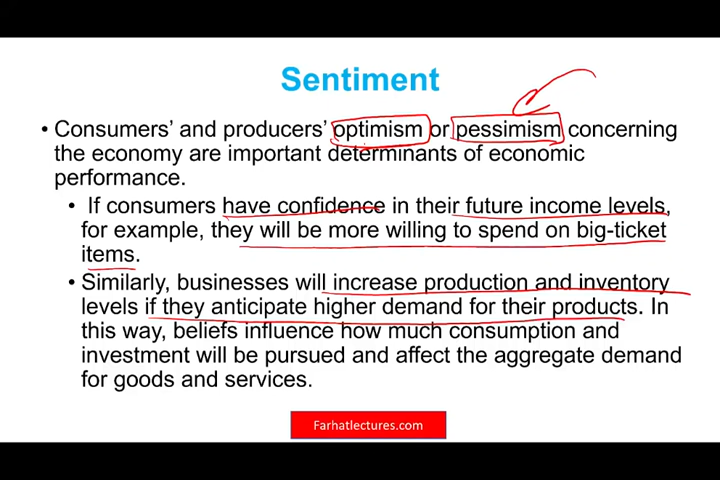 Sentiment
• Consumers' and producers' optimism or pessimism concerning
the economy are important determinants of economic
performance.
• If consumers have confidence in their future income levels,
for example, they will be more willing to spend on big-ticket
items.
• Similarly, businesses will increase production and inventory
levels if they anticipate higher demand for their products. In
this way, beliefs influence how much consumption and
investment will be pursued and affect the aggregate demand
for goods and services.
Farhatlectures.com